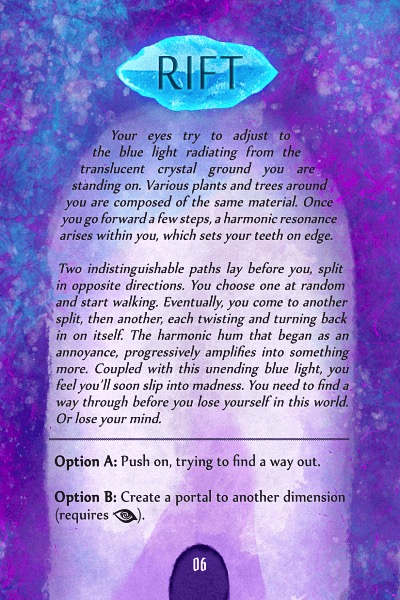 RIFT
Your eyes try to adjust to
the blue light radiating from the
translucent crystal ground you are
standing on. Various plants and trees around
you are composed of the same material. Once
you go forward a few steps, a harmonic resonance
arises within you, which sets your teeth on edge.
Two indistinguishable paths lay before you, split
in opposite directions. You choose one at random
and start walking. Eventually, you come to another
split, then another, each twisting and turning back
in on itself. The harmonic hum that began as an
annoyance, progressively amplifies into something
more. Coupled with this unending blue light, you
feel you'll soon slip into madness. You need to find a
way through before you lose yourself in this world.
Or lose your mind.
Option A: Push on, trying to find a way out.
Option B: Create a portal to another dimension
(requires ).
06